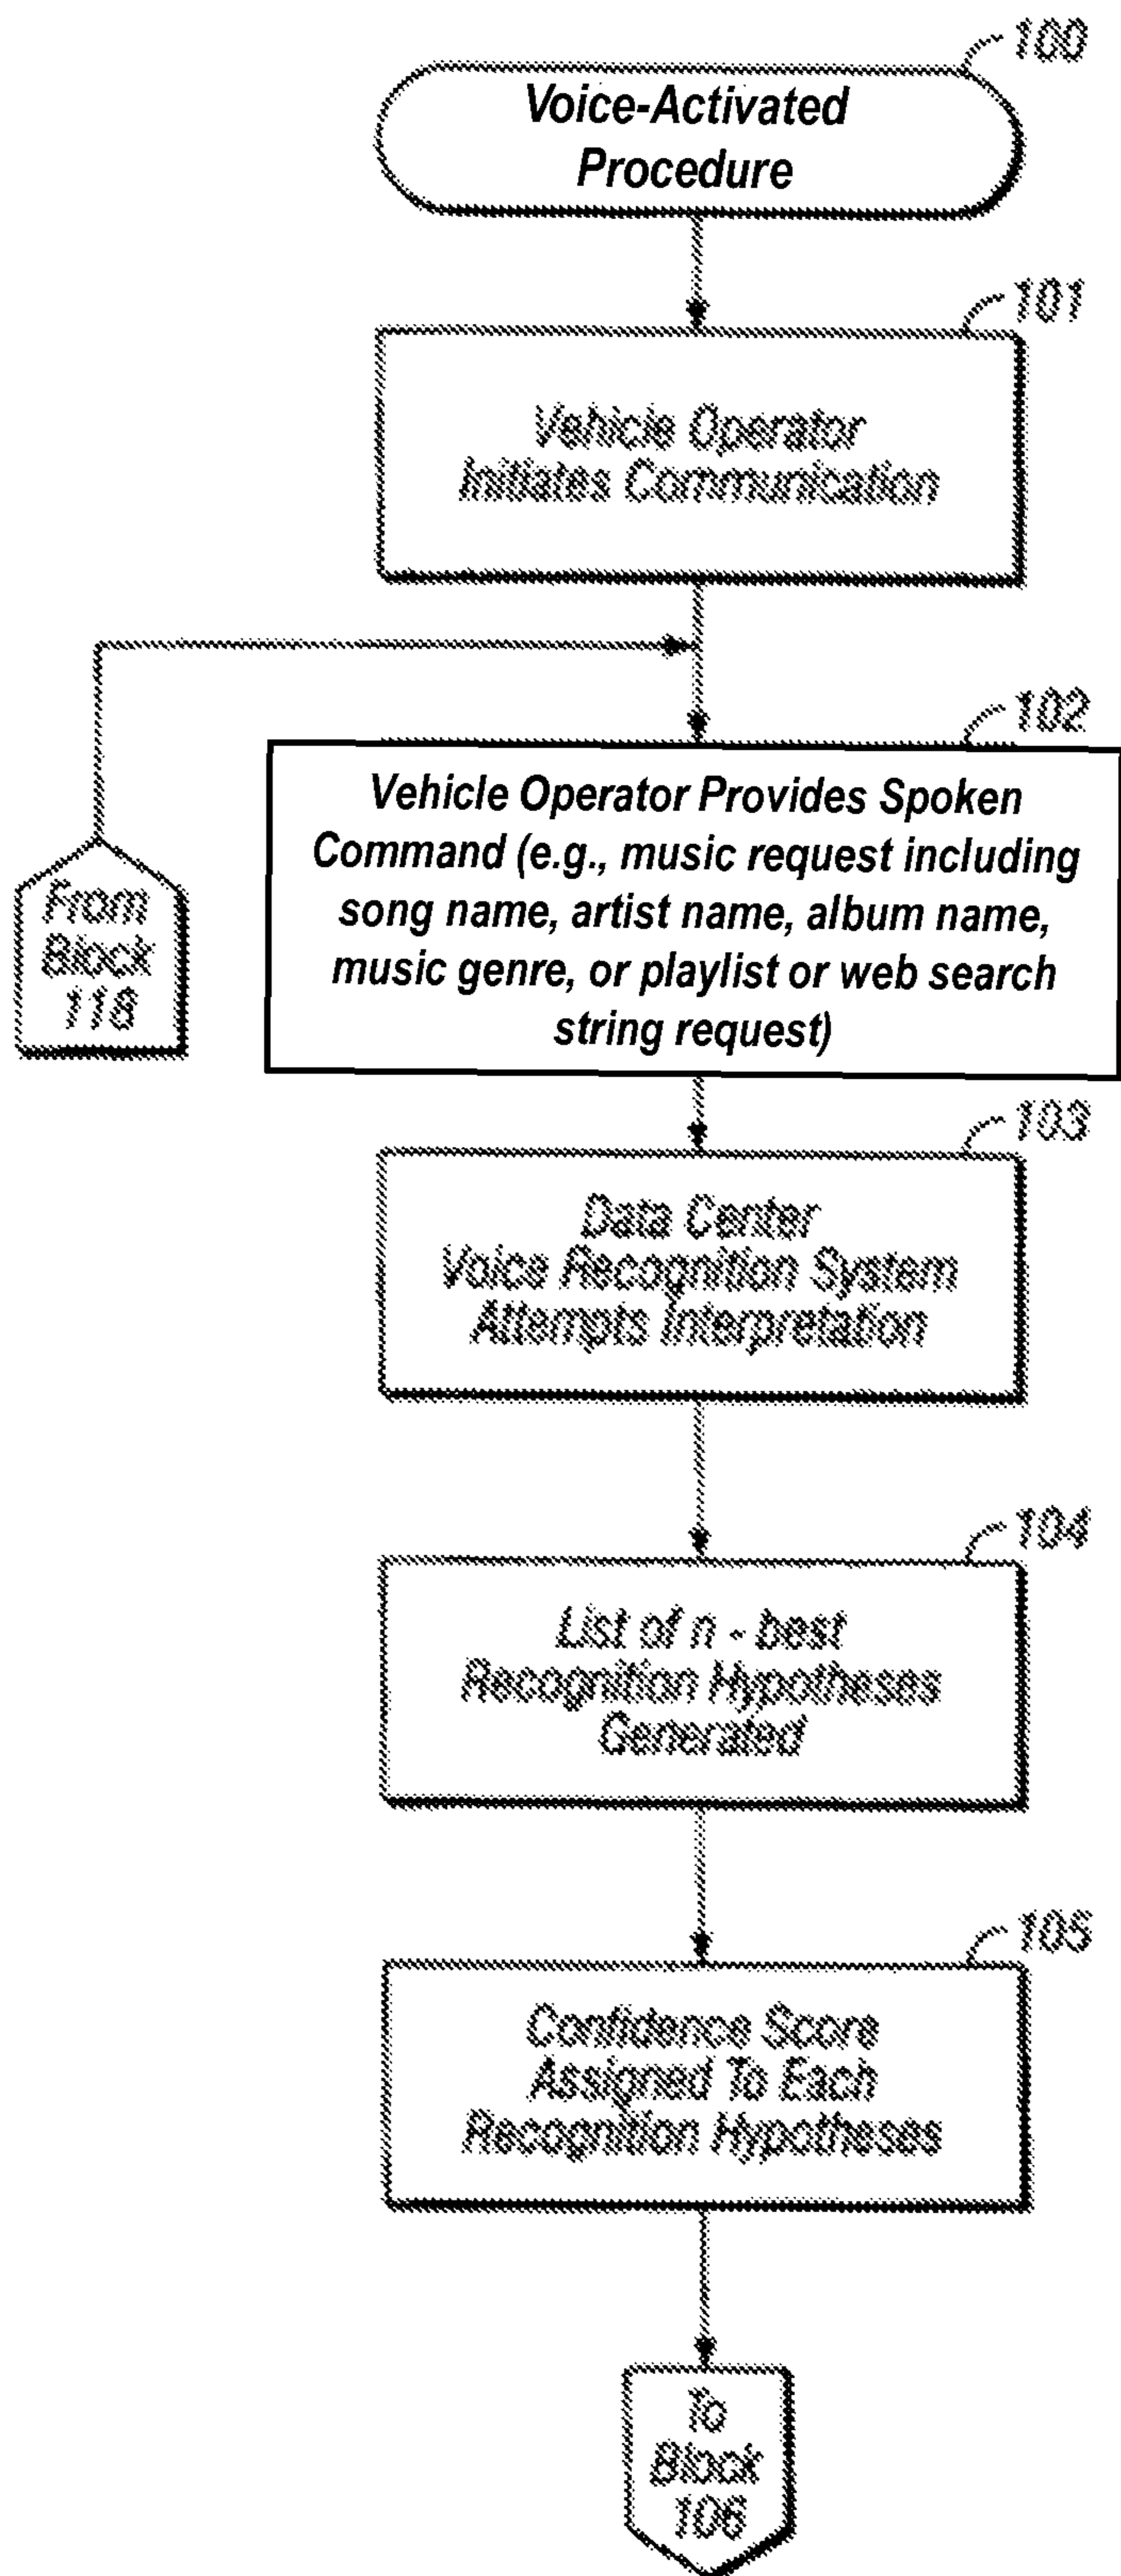 100
Voice-Activated
Procedure
101
Vehicle Operator
Initiates Communication
102
Vehicle Operator Provides Spoken
Command (e.g., music request including
song name, artist name, album name,
music genre, or playlist or web search
string request)
From
Block
118
103
Data Center
Voice Recognition System
Attempts Interpretation
104
List of n - best
Recognition Hypotheses
Generated
105
Confidence Score
Assigned To Each
Recognition Hypotheses
To
Block
106